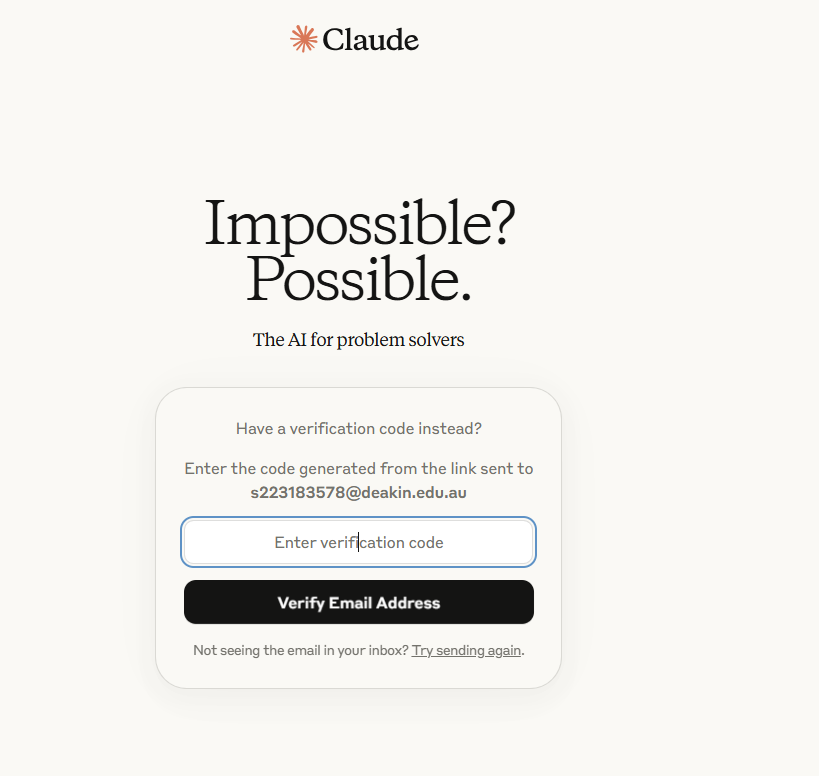 Claude
Impossible?
Possible.
The AI for problem solvers
Have a verification code instead?
Enter the code generated from the link sent to
s223183578@deakin.edu.au
Enter verification code
Verify Email Address
Not seeing the email in your inbox? Try sending again.